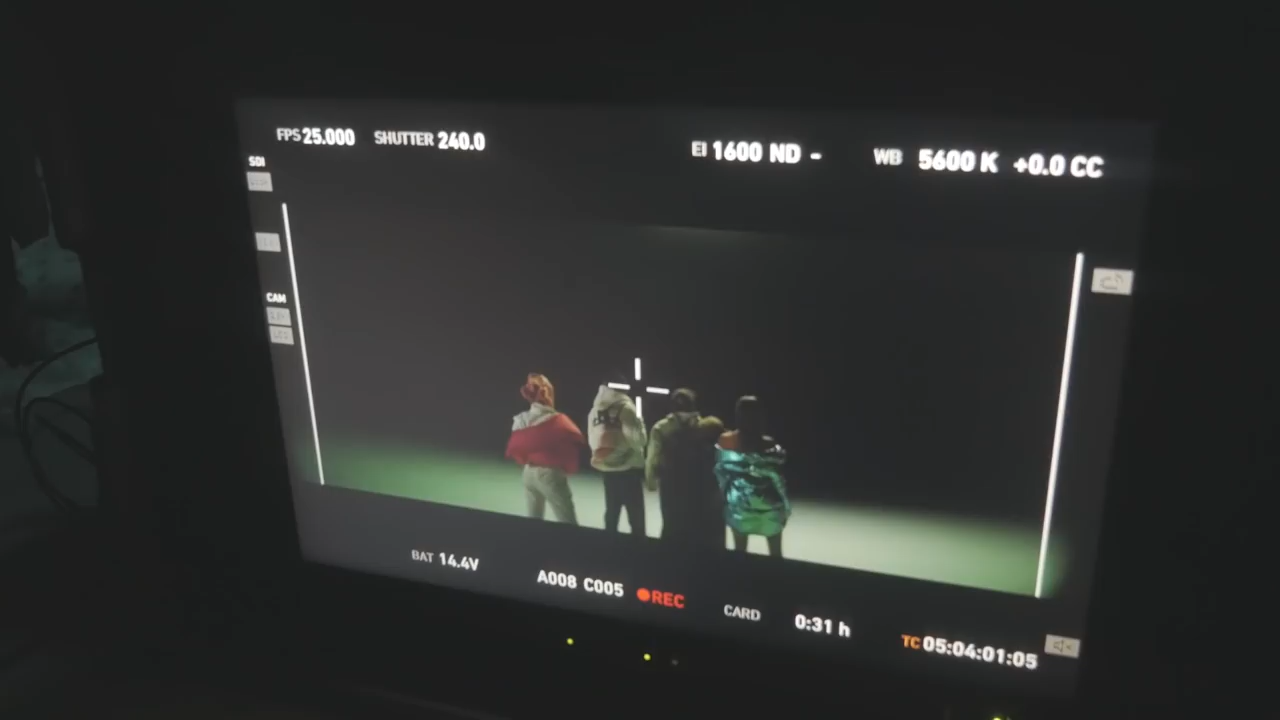 FPS 25.000 SHUTTER 240.0 EI 1600 ND - WB 5600 K +0.0 CC
SDI
CAM
BAT 14.4V A008 C005 REC CARD 0:31 h TC 05:04:01:05